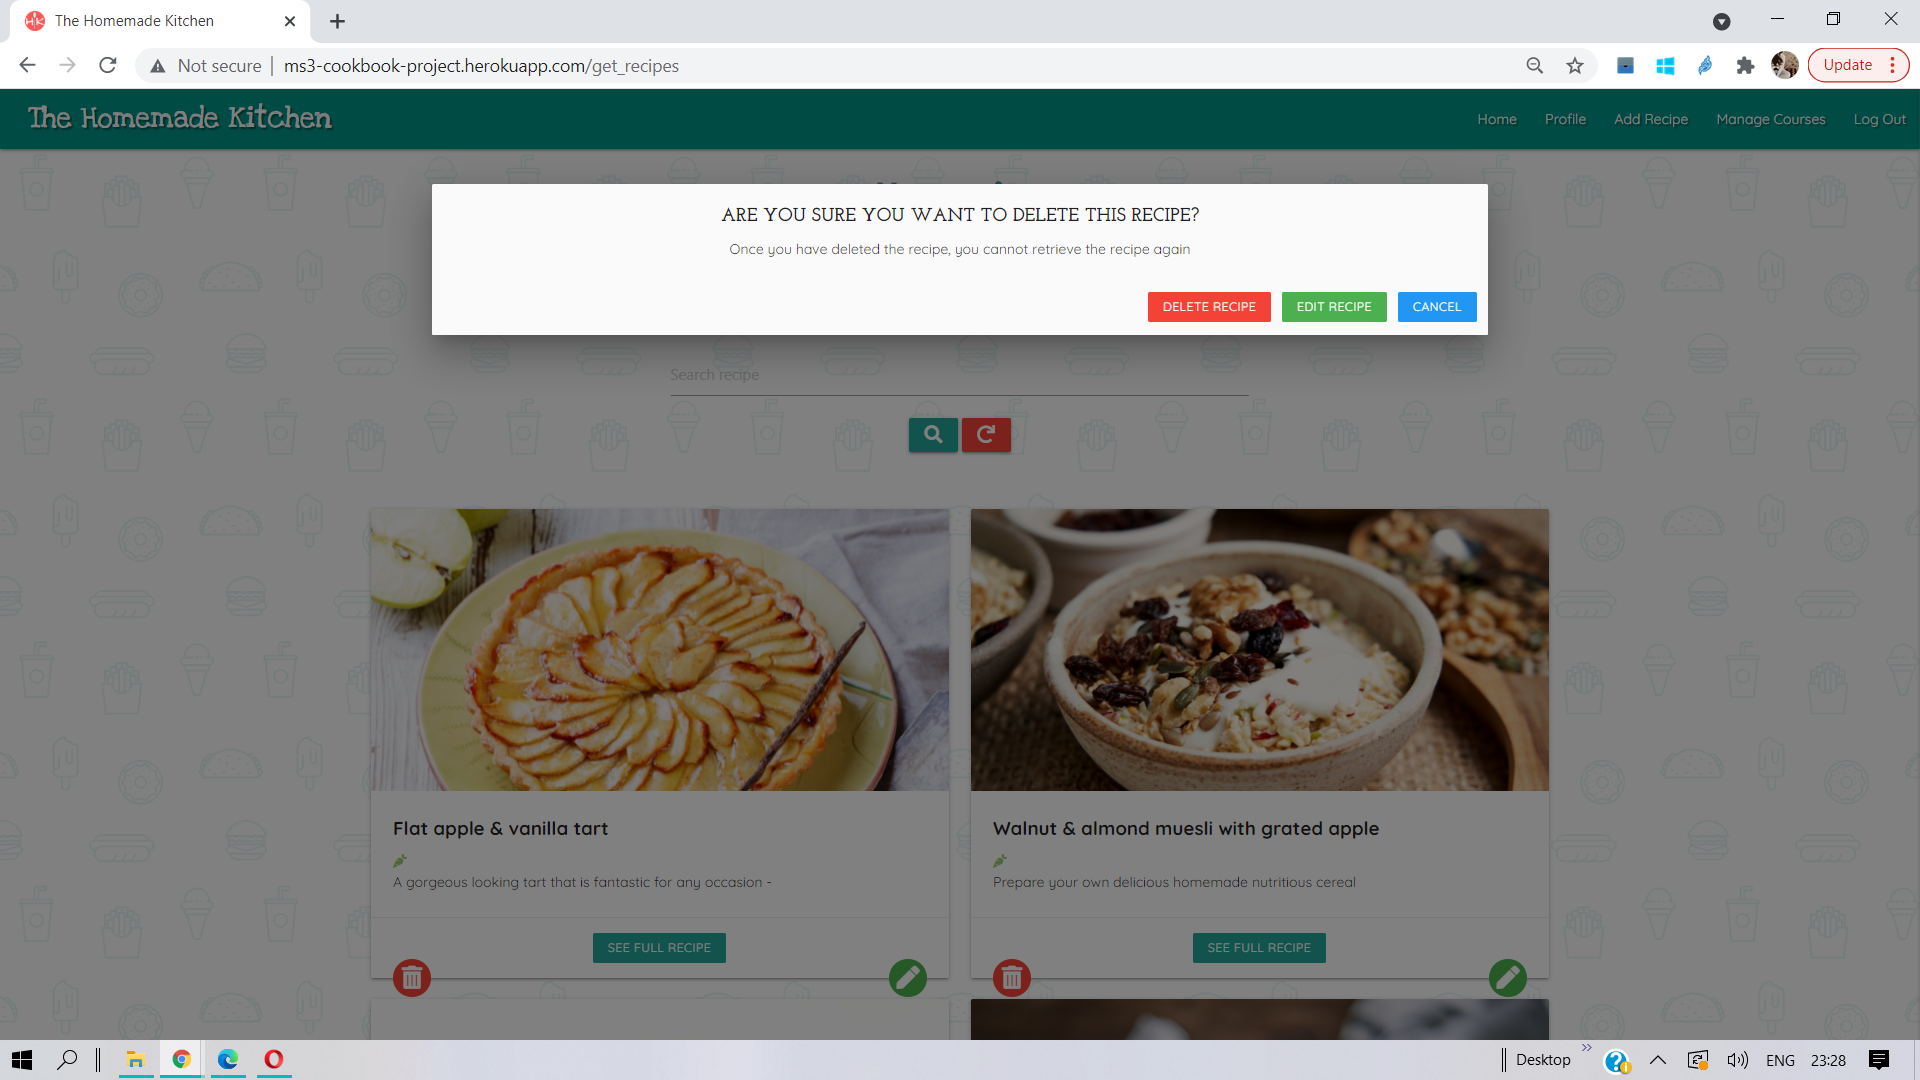 The Homemade Kitchen
Not secure
ms3-cookbook-project.herokuapp.com/get_recipes
Update
The Homemade Kitchen
Home
Profile
Add Recipe
Manage Courses
Log Out
ARE YOU SURE YOU WANT TO DELETE THIS RECIPE?
Once you have deleted the recipe, you cannot retrieve the recipe again
DELETE RECIPE
EDIT RECIPE
CANCEL
Search recipe
Flat apple & vanilla tart
A gorgeous looking tart that is fantastic for any occasion -
SEE FULL RECIPE
Walnut & almond muesli with grated apple
Prepare your own delicious homemade nutritious cereal
SEE FULL RECIPE
Desktop
ENG
23:28